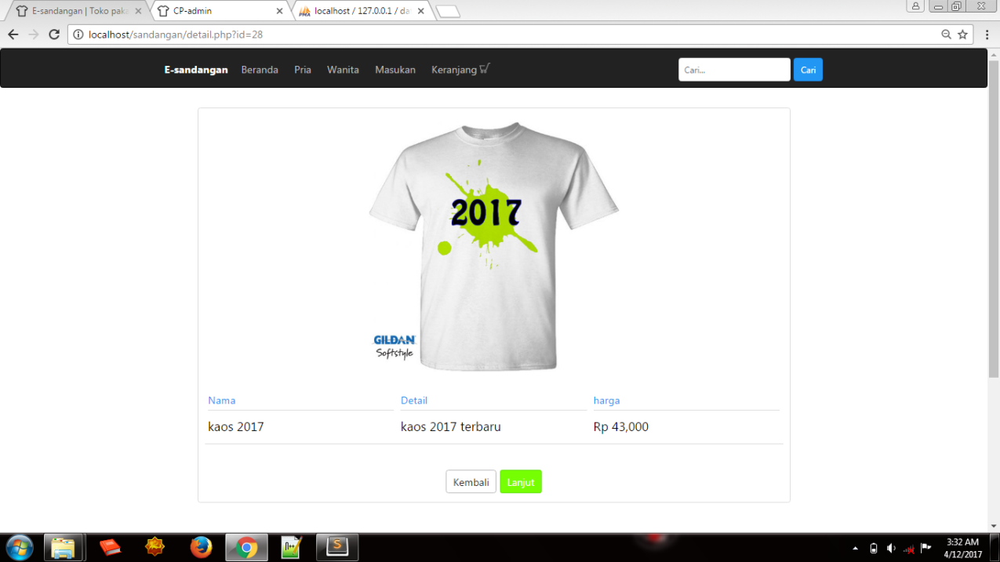 E-sandangan | Toko paka
CP-admin
localhost / 127.0.0.1 / da
localhost/sandangan/detail.php?id=28
E-sandangan Beranda Pria Wanita Masukan Keranjang
Cari... Cari
2017
GILDAN
Softstyle
Nama Detail harga
kaos 2017 kaos 2017 terbaru Rp 43,000
Kembali Lanjut
3:32 AM
4/12/2017